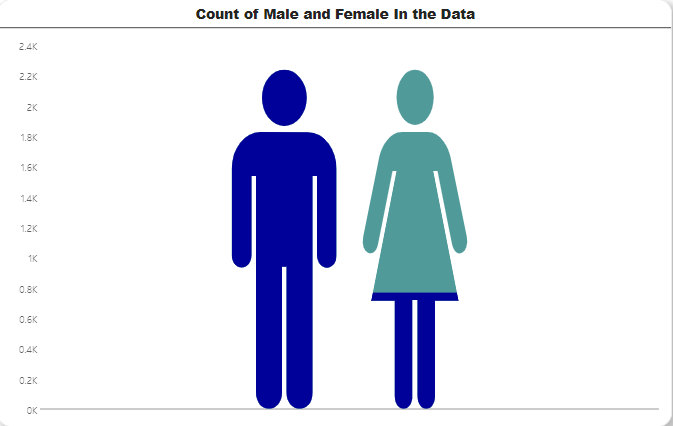 Count of Male and Female In the Data
2.4K
2.2K
2K
1.8K
1.6K
1.4K
1.2K
1K
0.8K
0.6K
0.4K
0.2K
0K